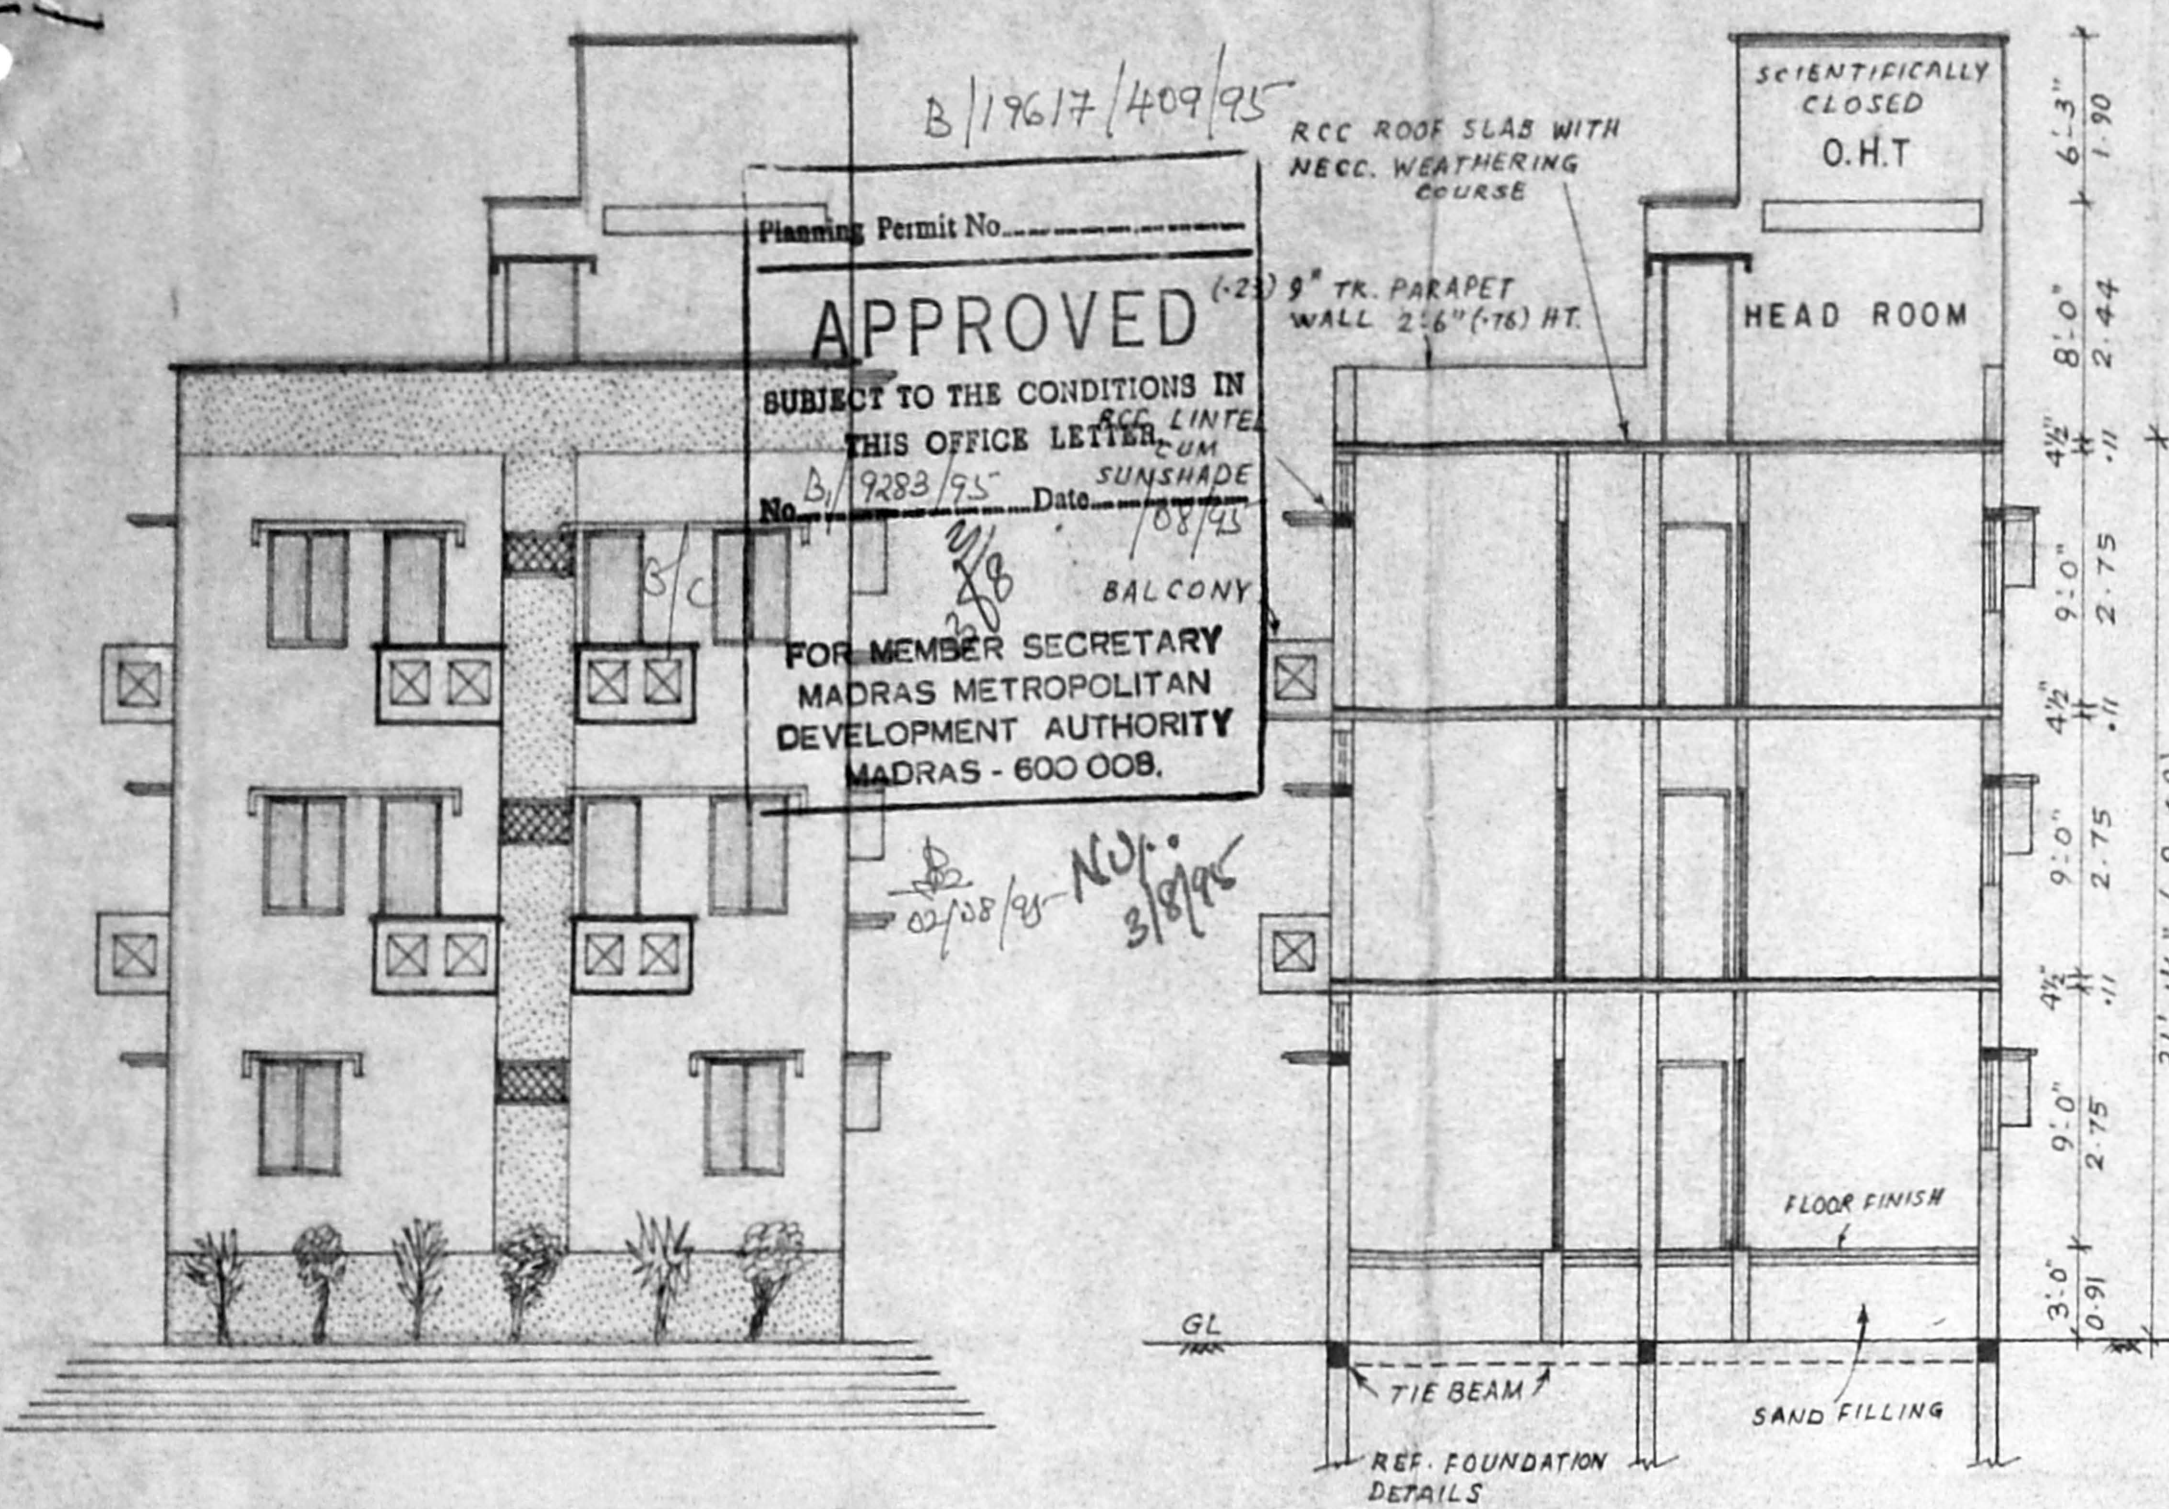 B/19617/409/95
Planning Permit No.
APPROVED
SUBJECT TO THE CONDITIONS IN
THIS OFFICE LETTER.
No. B1/9283/95 Date /08/95
FOR MEMBER SECRETARY
MADRAS METROPOLITAN
DEVELOPMENT AUTHORITY
MADRAS - 600 008.
B/C
02/08/95
3/8/95
RCC ROOF SLAB WITH
NECC. WEATHERING
COURSE
9" TK. PARAPET
WALL 2'-6" (.76) HT.
RCC LINTEL
CUM
SUNSHADE
BALCONY
SCIENTIFICALLY
CLOSED
O.H.T
HEAD ROOM
FLOOR FINISH
GL
TIE BEAM
SAND FILLING
REF. FOUNDATION
DETAILS
6'-3"
1.90
8'-0"
2.44
4½"
.11
9'-0"
2.75
4½"
.11
9'-0"
2.75
4½"
.11
9'-0"
2.75
3'-0"
0.91